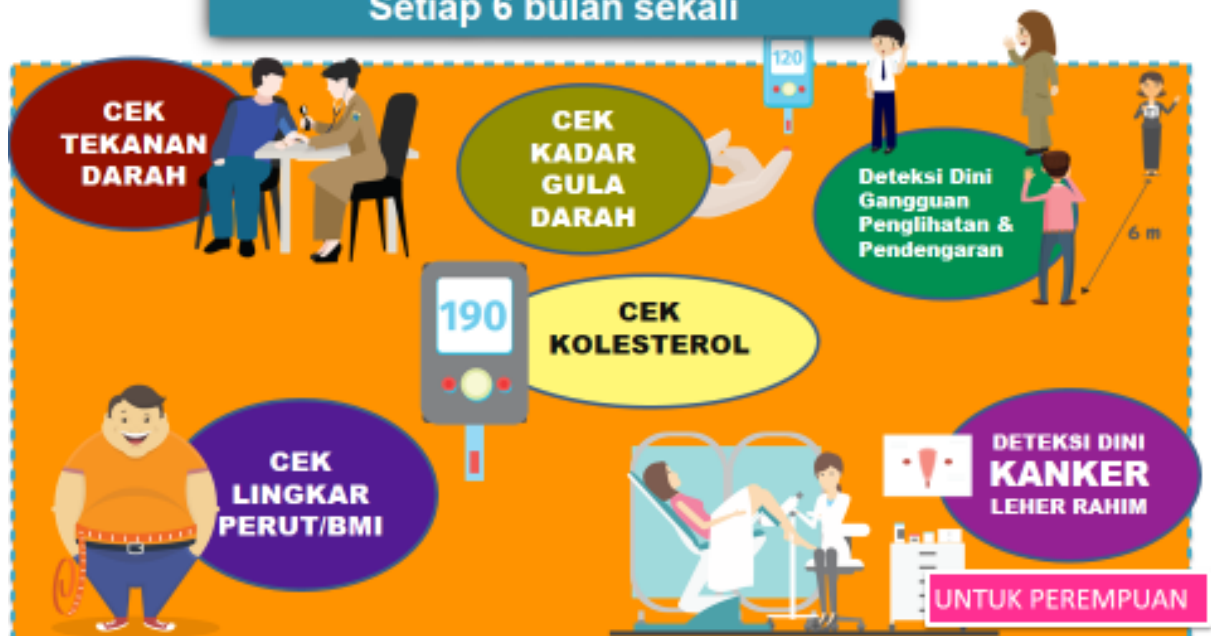 Setiap 6 bulan sekali
CEK
TEKANAN
DARAH
CEK
KADAR
GULA
DARAH
120
Deteksi Dini
Gangguan
Penglihatan &
Pendengaran
6 m
190
CEK
KOLESTEROL
CEK
LINGKAR
PERUT/BMI
DETEKSI DINI
KANKER
LEHER RAHIM
UNTUK PEREMPUAN